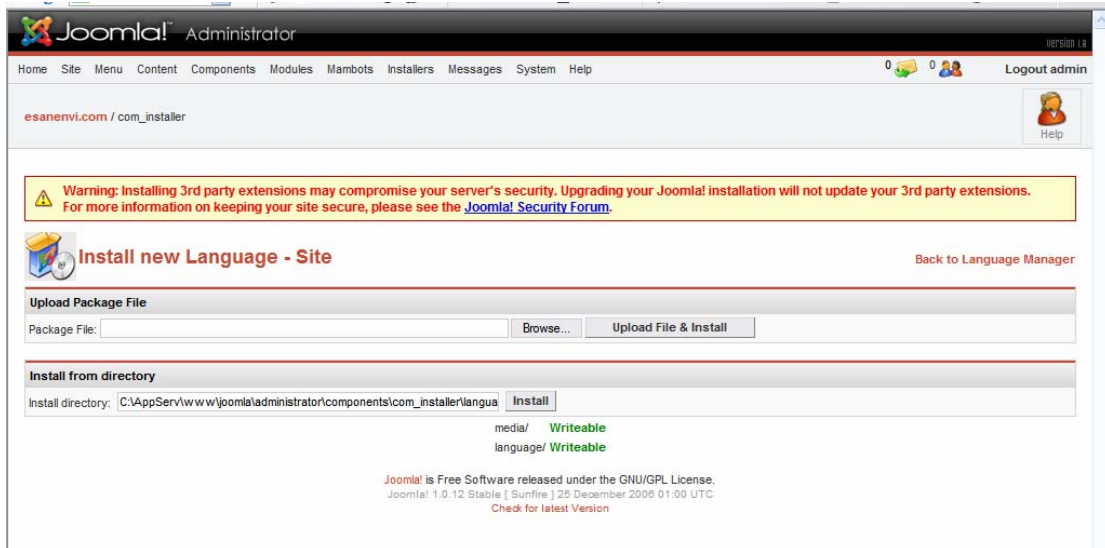 Joomla!™ Administrator
version 1.0
Home Site Menu Content Components Modules Mambots Installers Messages System Help 0 0 Logout admin
esanenvi.com / com_installer
Help
Warning: Installing 3rd party extensions may compromise your server's security. Upgrading your Joomla! installation will not update your 3rd party extensions.
For more information on keeping your site secure, please see the Joomla! Security Forum.
Install new Language - Site
Back to Language Manager
Upload Package File
Package File: Browse... Upload File & Install
Install from directory
Install directory: C:\AppServ\www\joomla\administrator\components\com_installer\langua Install
media/ Writeable
language/ Writeable
Joomla! is Free Software released under the GNU/GPL License.
Joomla! 1.0.12 Stable [ Sunfire ] 25 December 2006 01:00 UTC
Check for latest Version